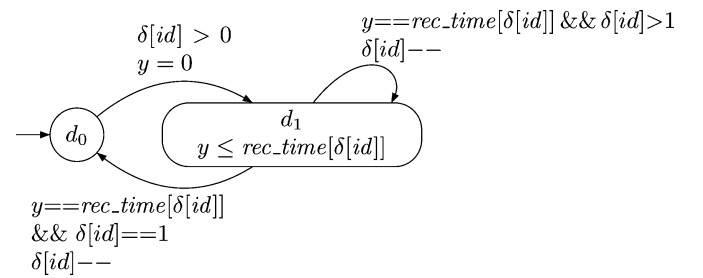 y==rec_time[δ[id]] && δ[id]>1
δ[id]−−
δ[id] > 0
y = 0
d₀
d₁
y ≤ rec_time[δ[id]]
y==rec_time[δ[id]]
&& δ[id]==1
δ[id]−−